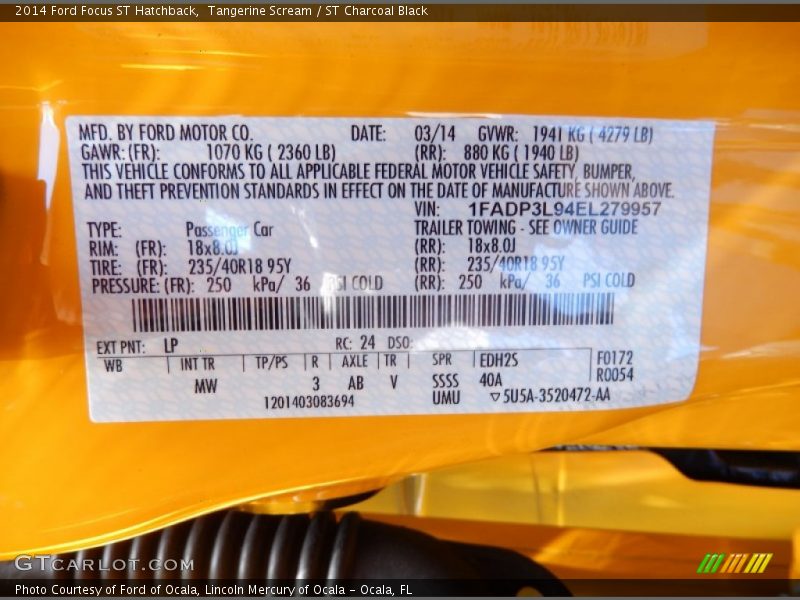 2014 Ford Focus ST Hatchback,  Tangerine Scream / ST Charcoal Black
MFD. BY FORD MOTOR CO. DATE: 03/14 GVWR: 1941 KG ( 4279 LB)
GAWR: (FR): 1070 KG ( 2360 LB) (RR): 880 KG ( 1940 LB)
THIS VEHICLE CONFORMS TO ALL APPLICABLE FEDERAL MOTOR VEHICLE SAFETY, BUMPER,
AND THEFT PREVENTION STANDARDS IN EFFECT ON THE DATE OF MANUFACTURE SHOWN ABOVE.
VIN: 1FADP3L94EL279957
TYPE: Passenger Car TRAILER TOWING - SEE OWNER GUIDE
RIM: (FR): 18x8.0J (RR): 18x8.0J
TIRE: (FR): 235/40R18 95Y (RR): 235/40R18 95Y
PRESSURE: (FR): 250 kPa/ 36 PSI COLD (RR): 250 kPa/ 36 PSI COLD
EXT PNT: LP RC: 24 DSO:
WB INT TR TP/PS R AXLE TR SPR EDH2S F0172
MW 3 AB V SSSS 40A R0054
1201403083694 UMU ▽5U5A-3520472-AA
GTCARLOT.COM
Photo Courtesy of Ford of Ocala, Lincoln Mercury of Ocala - Ocala, FL